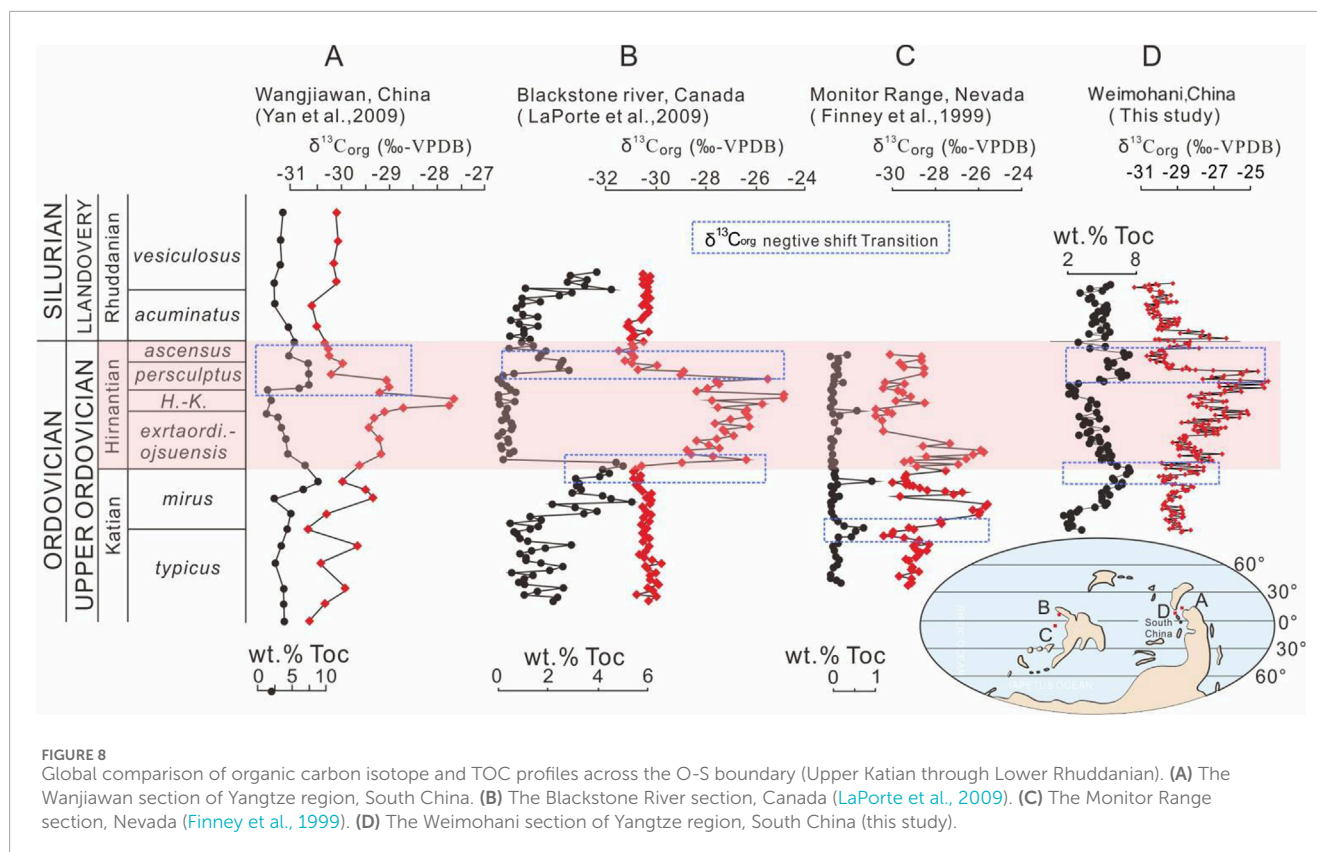 A
B
C
D
Wangjiawan, China
(Yan et al.,2009)
Blackstone river, Canada
( LaPorte et al.,2009)
Monitor Range, Nevada
( Finney et al.,1999)
Weimohani,China
(This study)
δ¹³Corg (‰-VPDB)
δ¹³Corg (‰-VPDB)
δ¹³Corg (‰-VPDB)
δ¹³Corg (‰-VPDB)
-31 -30 -29 -28 -27
-32 -30 -28 -26 -24
-30 -28 -26 -24
-31 -29 -27 -25
δ¹³Corg negtive shift Transition
wt.% Toc
2 8
SILURIAN
LLANDOVERY
Rhuddanian
vesiculosus
acuminatus
ORDOVICIAN
UPPER ORDOVICIAN
Hirnantian
ascensus
persculptus
H.-K.
exrtaordi.-
ojsuensis
Katian
mirus
typicus
wt.% Toc
0 5 10
wt.% Toc
0 2 4 6
wt.% Toc
0 1
60°
30°
0°
30°
60°
A
B
C
D
South
China
FIGURE 8
Global comparison of organic carbon isotope and TOC profiles across the O-S boundary (Upper Katian through Lower Rhuddanian). (A) The
Wanjiawan section of Yangtze region, South China. (B) The Blackstone River section, Canada (LaPorte et al., 2009). (C) The Monitor Range
section, Nevada (Finney et al., 1999). (D) The Weimohani section of Yangtze region, South China (this study).